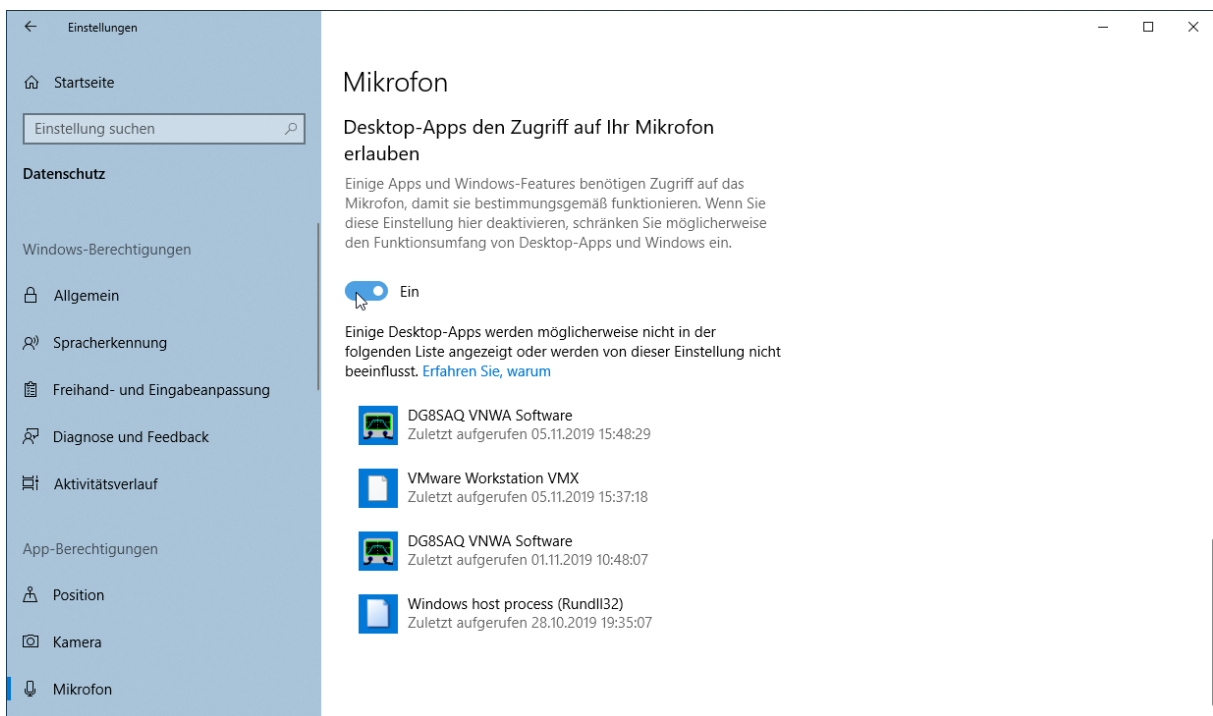 Einstellungen
Startseite
Einstellung suchen
Datenschutz
Windows-Berechtigungen
Allgemein
Spracherkennung
Freihand- und Eingabeanpassung
Diagnose und Feedback
Aktivitätsverlauf
App-Berechtigungen
Position
Kamera
Mikrofon
Mikrofon
Desktop-Apps den Zugriff auf Ihr Mikrofon
erlauben
Einige Apps und Windows-Features benötigen Zugriff auf das
Mikrofon, damit sie bestimmungsgemäß funktionieren. Wenn Sie
diese Einstellung hier deaktivieren, schränken Sie möglicherweise
den Funktionsumfang von Desktop-Apps und Windows ein.
Ein
Einige Desktop-Apps werden möglicherweise nicht in der
folgenden Liste angezeigt oder werden von dieser Einstellung nicht
beeinflusst. Erfahren Sie, warum
DG8SAQ VNWA Software
Zuletzt aufgerufen 05.11.2019 15:48:29
VMware Workstation VMX
Zuletzt aufgerufen 05.11.2019 15:37:18
DG8SAQ VNWA Software
Zuletzt aufgerufen 01.11.2019 10:48:07
Windows host process (Rundll32)
Zuletzt aufgerufen 28.10.2019 19:35:07